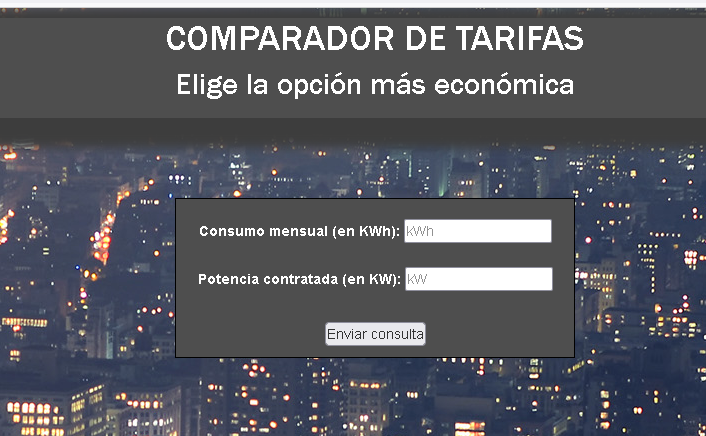 COMPARADOR DE TARIFAS
Elige la opción más económica
Consumo mensual (en KWh): kWh
Potencia contratada (en KW): kW
Enviar consulta